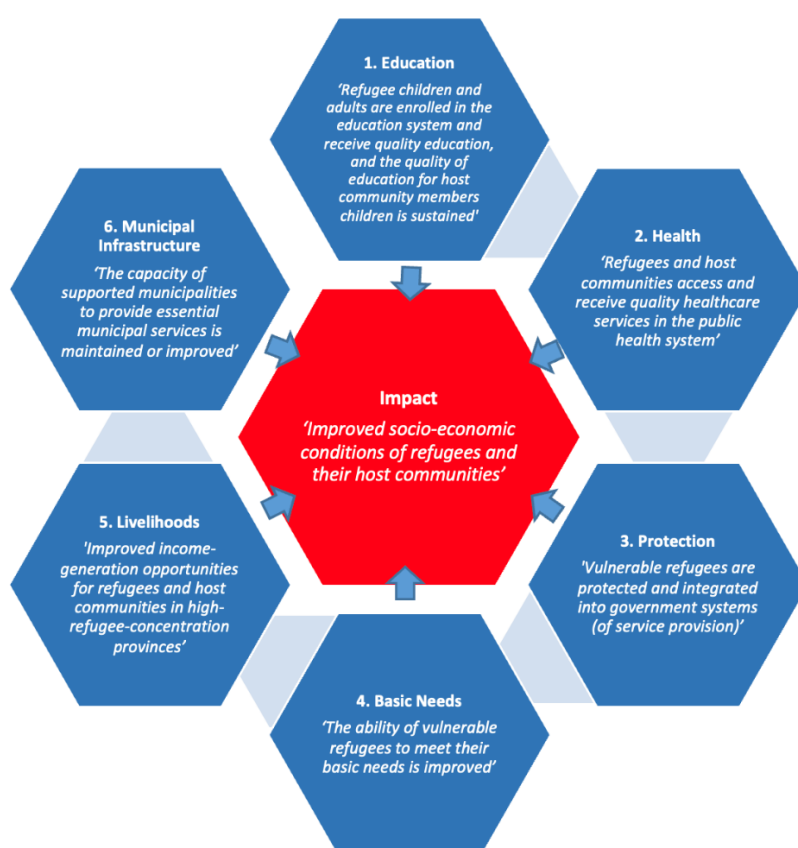 1. Education
‘Refugee children and
adults are enrolled in the
education system and
receive quality education,
and the quality of
education for host
community members
children is sustained'
2. Health
‘Refugees and host
communities access and
receive quality healthcare
services in the public
health system’
3. Protection
'Vulnerable refugees are
protected and integrated
into government systems
(of service provision)’
4. Basic Needs
‘The ability of vulnerable
refugees to meet their
basic needs is improved’
5. Livelihoods
'Improved income-
generation opportunities
for refugees and host
communities in high-
refugee-concentration
provinces’
6. Municipal
Infrastructure
‘The capacity of
supported municipalities
to provide essential
municipal services is
maintained or improved’
Impact
‘Improved socio-economic
conditions of refugees and
their host communities’